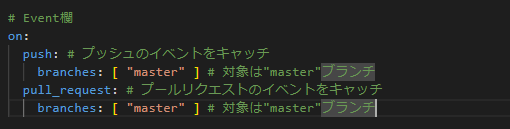 # Event欄
on:
  push: # プッシュのイベントをキャッチ
    branches: [ "master" ] # 対象は"master"ブランチ
  pull_request: # プールリクエストのイベントをキャッチ
    branches: [ "master" ] # 対象は"master"ブランチ